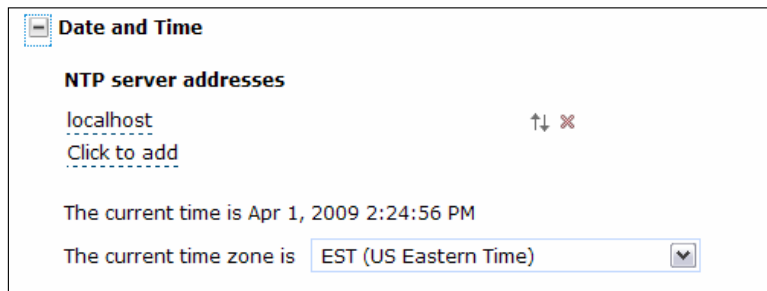 Date and Time
NTP server addresses
localhost
Click to add
The current time is Apr 1, 2009 2:24:56 PM
The current time zone is EST (US Eastern Time)